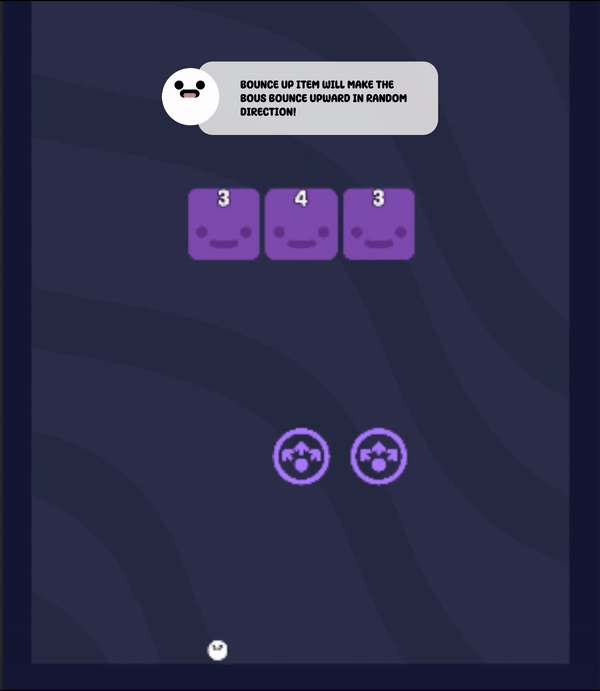 BOUNCE UP ITEM WILL MAKE THE
BOUS BOUNCE UPWARD IN RANDOM
DIRECTION!
3 4 3